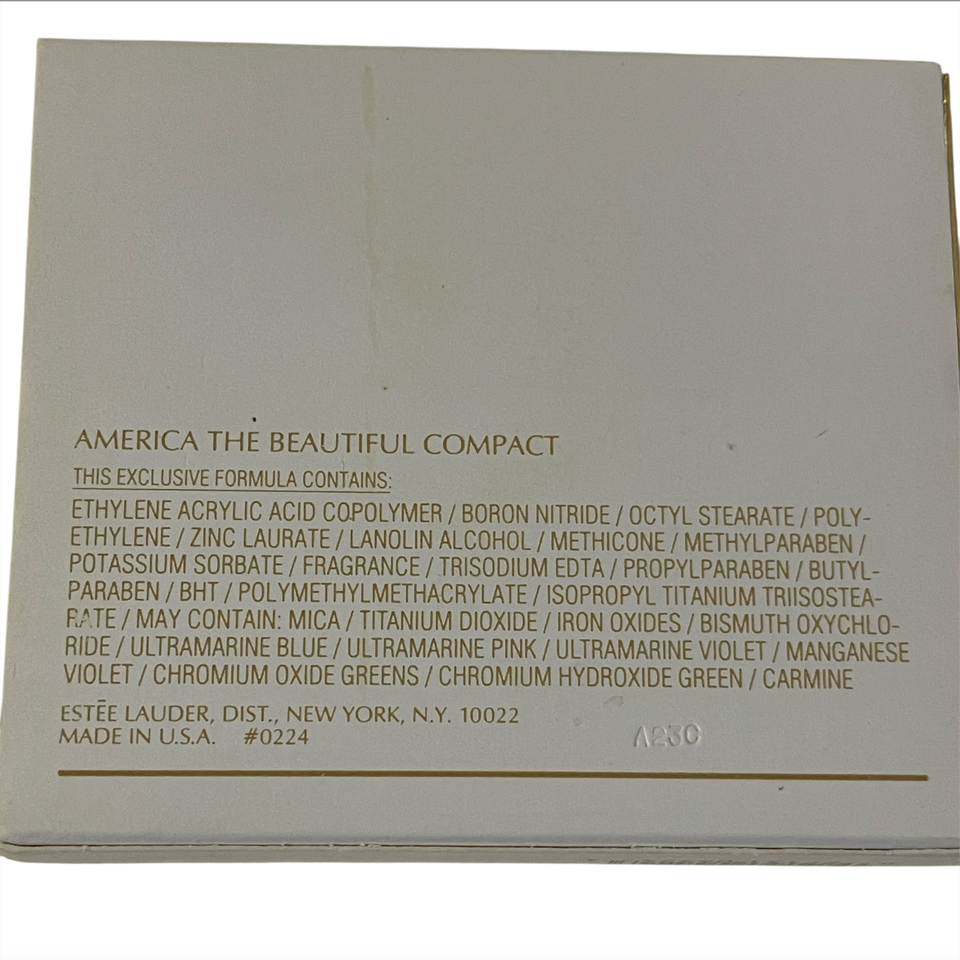 AMERICA THE BEAUTIFUL COMPACT
THIS EXCLUSIVE FORMULA CONTAINS:
ETHYLENE ACRYLIC ACID COPOLYMER / BORON NITRIDE / OCTYL STEARATE / POLY-
ETHYLENE / ZINC LAURATE / LANOLIN ALCOHOL / METHICONE / METHYLPARABEN /
POTASSIUM SORBATE / FRAGRANCE / TRISODIUM EDTA / PROPYLPARABEN / BUTYL-
PARABEN / BHT / POLYMETHYLMETHACRYLATE / ISOPROPYL TITANIUM TRIISOSTEA-
RATE / MAY CONTAIN: MICA / TITANIUM DIOXIDE / IRON OXIDES / BISMUTH OXYCHLO-
RIDE / ULTRAMARINE BLUE / ULTRAMARINE PINK / ULTRAMARINE VIOLET / MANGANESE
VIOLET / CHROMIUM OXIDE GREENS / CHROMIUM HYDROXIDE GREEN / CARMINE
ESTĒE LAUDER, DIST., NEW YORK, N.Y. 10022
MADE IN U.S.A. #0224
A23C